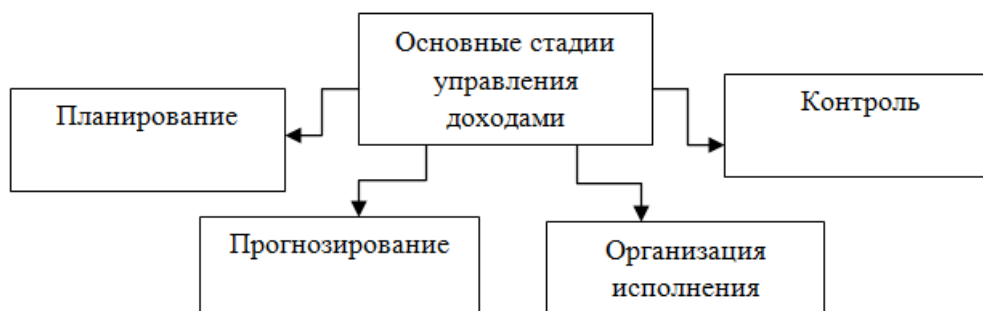 Основные стадии
управления
доходами
Планирование
Контроль
Прогнозирование
Организация
исполнения